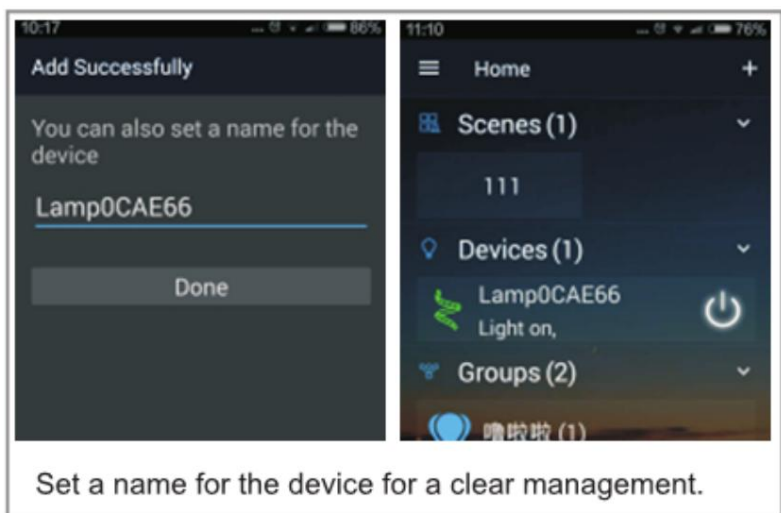 10:17
86%
Add Successfully
You can also set a name for the
device
Lamp0CAE66
Done
11:10
76%
Home
Scenes (1)
111
Devices (1)
Lamp0CAE66
Light on,
Groups (2)
噜啦啦 (1)
Set a name for the device for a clear management.